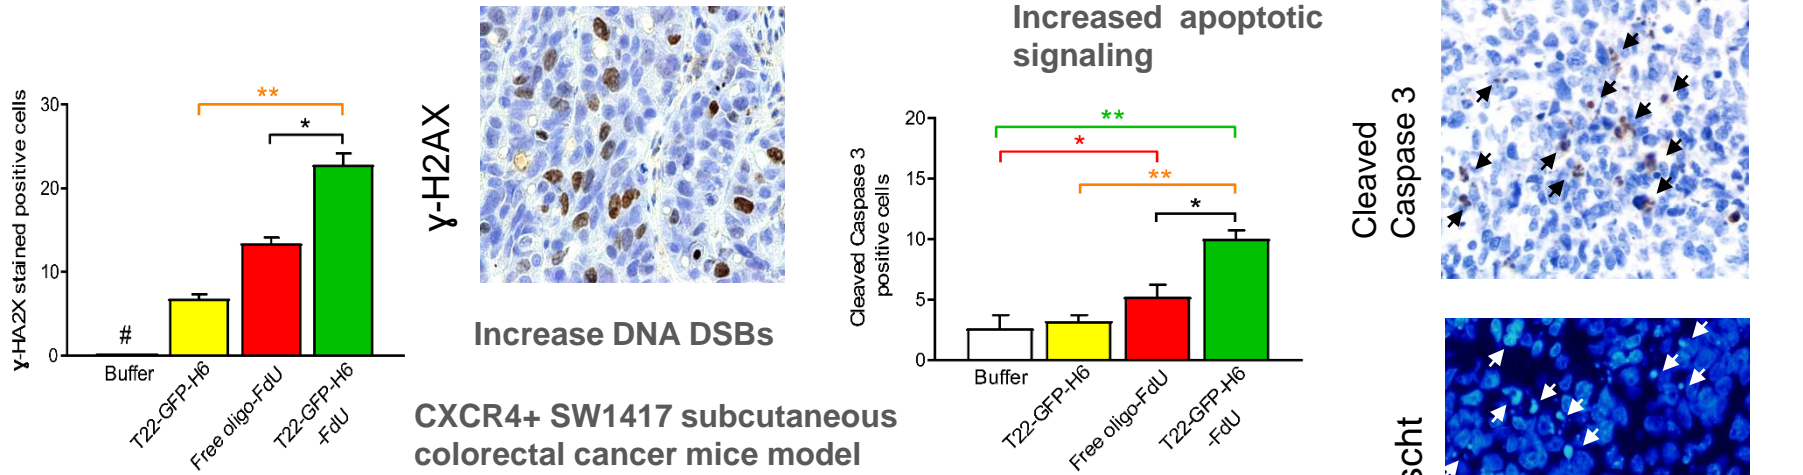 ɣ-HA2X stained positive cells
30
20
10
0
**
*
#
Buffer
T22-GFP-H6
Free oligo-FdU
T22-GFP-H6
-FdU
ɣ-H2AX
Increase DNA DSBs
CXCR4+ SW1417 subcutaneous
colorectal cancer mice model
Increased apoptotic
signaling
Cleaved Caspase 3
positive cells
20
15
10
5
0
**
*
**
*
Buffer
T22-GFP-H6
Free oligo-FdU
T22-GFP-H6
-FdU
Cleaved
Caspase 3
scht